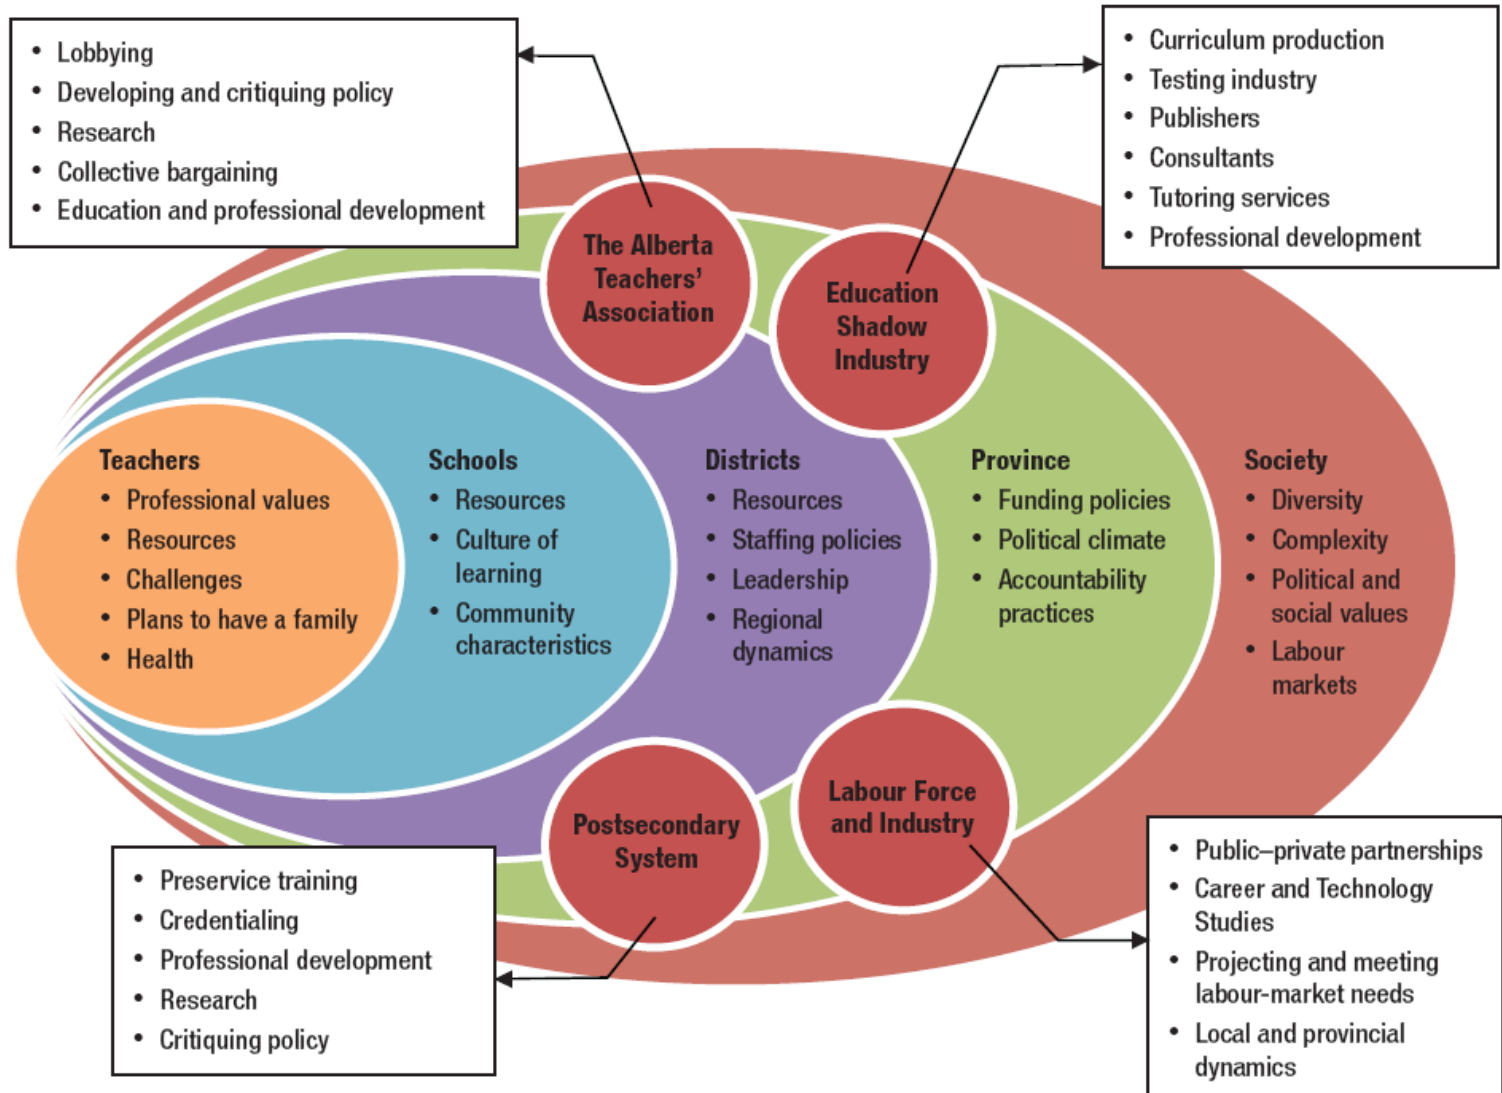 • Lobbying
• Developing and critiquing policy
• Research
• Collective bargaining
• Education and professional development
• Curriculum production
• Testing industry
• Publishers
• Consultants
• Tutoring services
• Professional development
The Alberta
Teachers’
Association
Education
Shadow
Industry
Teachers
• Professional values
• Resources
• Challenges
• Plans to have a family
• Health
Schools
• Resources
• Culture of
learning
• Community
characteristics
Districts
• Resources
• Staffing policies
• Leadership
• Regional
dynamics
Province
• Funding policies
• Political climate
• Accountability
practices
Society
• Diversity
• Complexity
• Political and
social values
• Labour
markets
Postsecondary
System
Labour Force
and Industry
• Preservice training
• Credentialing
• Professional development
• Research
• Critiquing policy
• Public–private partnerships
• Career and Technology
Studies
• Projecting and meeting
labour-market needs
• Local and provincial
dynamics